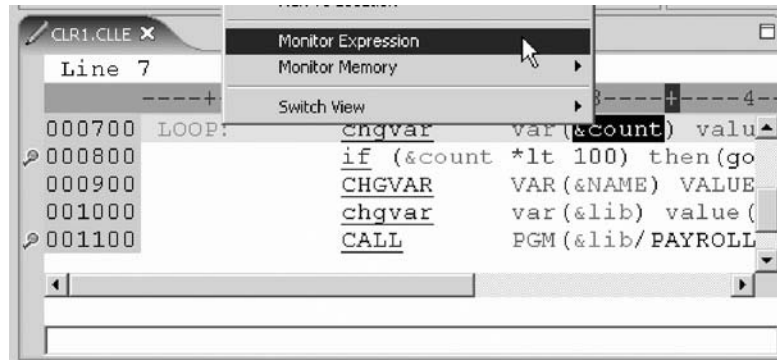 CLR1.CLLE
Monitor Expression
Line 7
Monitor Memory
Switch View
----+
3----+----4--
000700 LOOP: chgvar var(&count) valu
000800 if (&count *lt 100) then(go
000900 CHGVAR VAR(&NAME) VALUE
001000 chgvar var(&lib) value(
001100 CALL PGM(&lib/PAYROLL